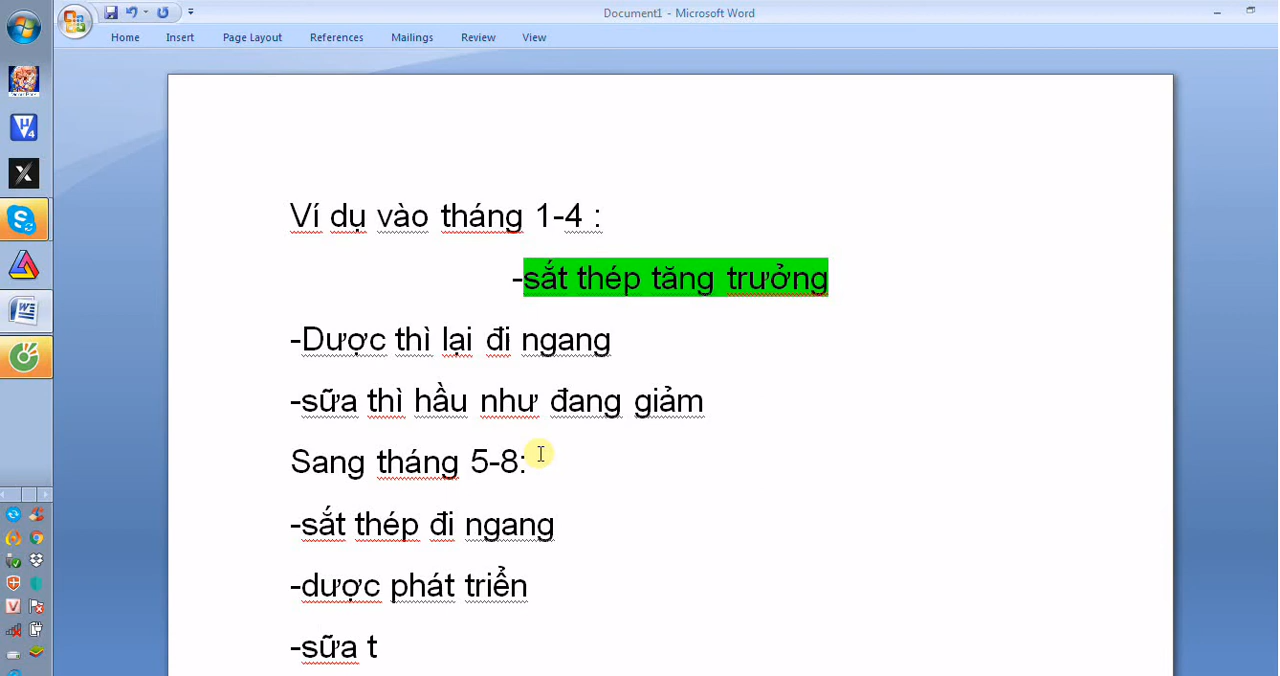 Document1 - Microsoft Word
Home Insert Page Layout References Mailings Review View
Ví dụ vào tháng 1-4 :
-sắt thép tăng trưởng
-Dược thì lại đi ngang
-sữa thì hầu như đang giảm
Sang tháng 5-8:
-sắt thép đi ngang
-dược phát triển
-sữa t